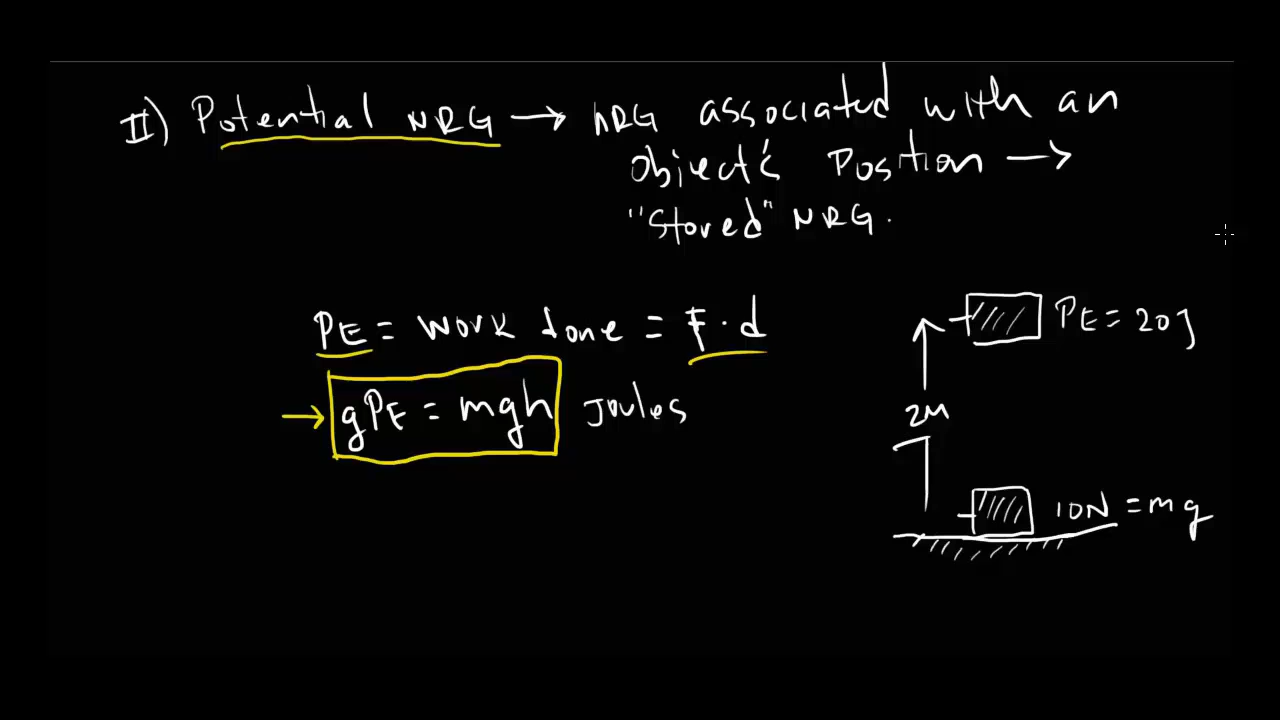 II) Potential NRG → NRG associated with an
object's Position →
"Stored" NRG.
PE = work done = F · d
gPE = mgh Joules
PE = 20J
2M
10N = mg